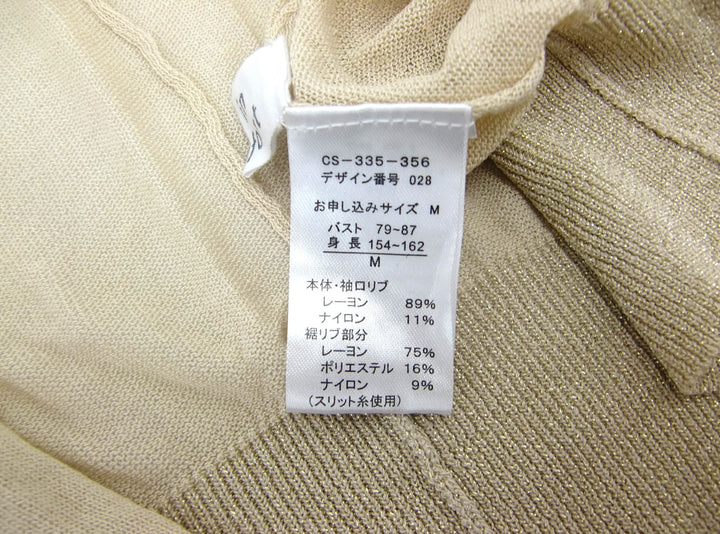 CS-335-356
デザイン番号 028
お申し込みサイズ M
バスト 79~87
身長 154~162
M
本体・袖口リブ
レーヨン 89%
ナイロン 11%
裾リブ部分
レーヨン 75%
ポリエステル 16%
ナイロン 9%
(スリット糸使用)